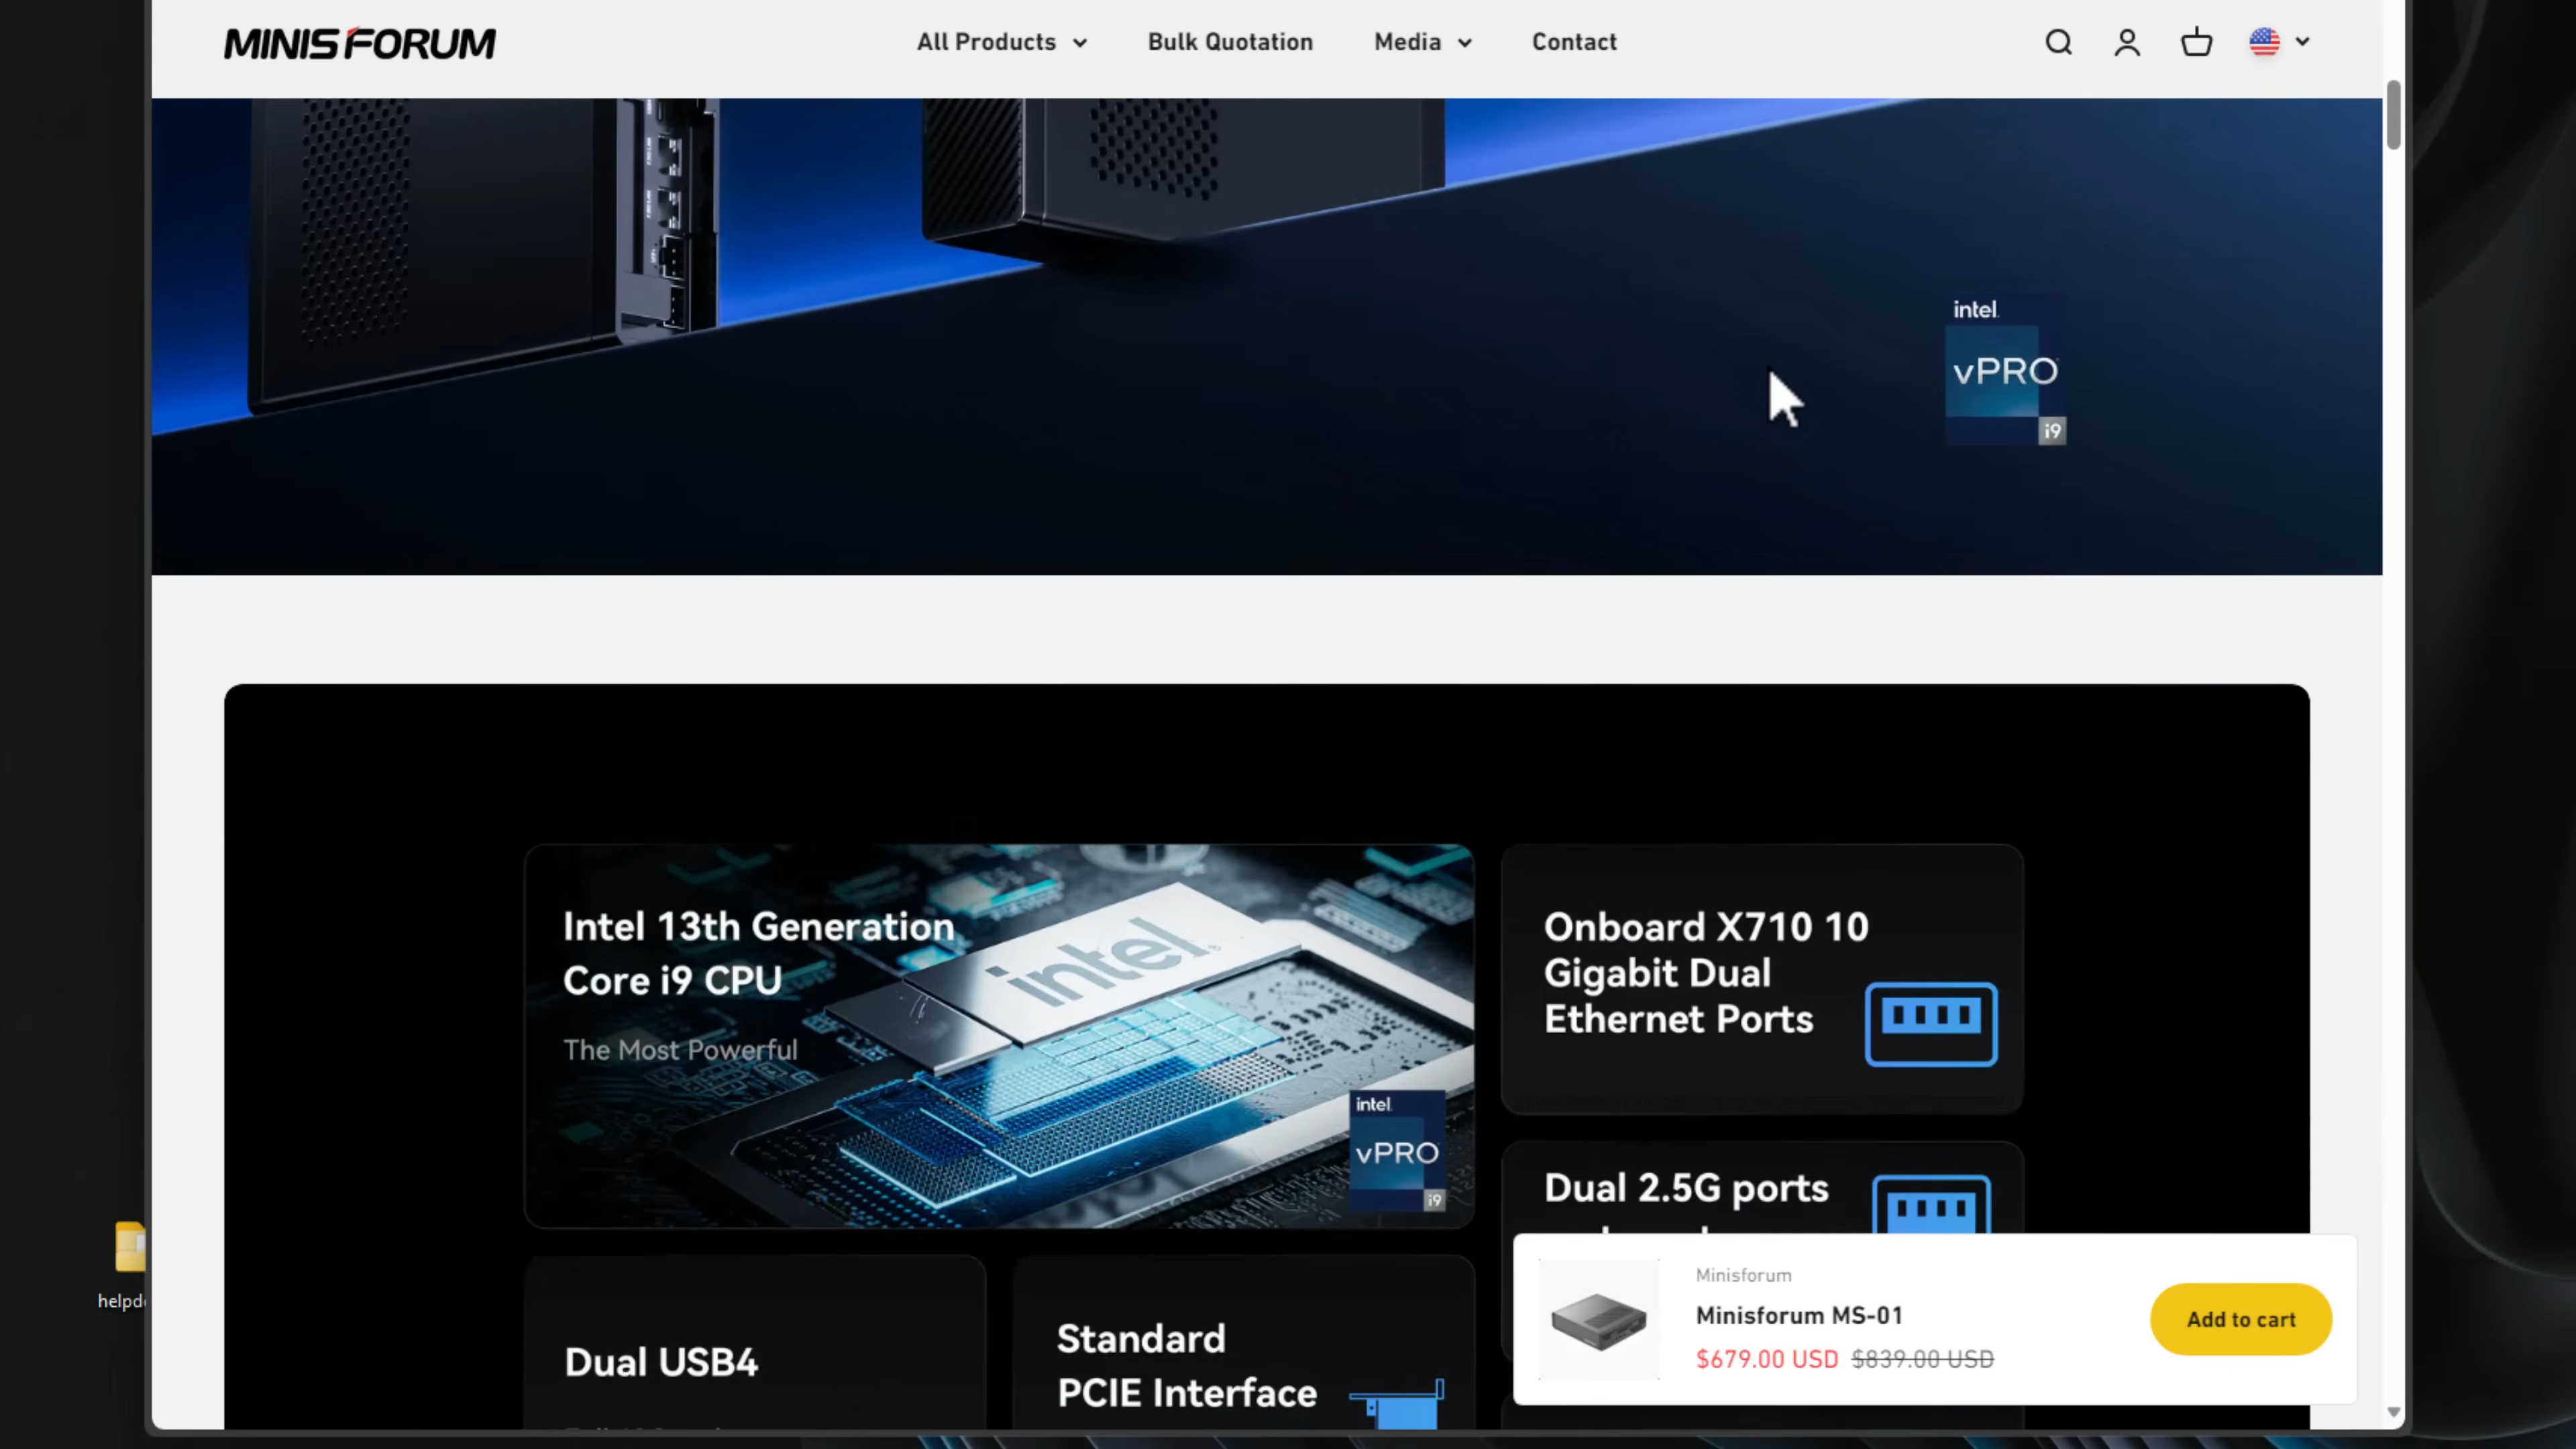 MINISFORUM
All Products
Bulk Quotation
Media
Contact
intel.
vPRO
i9
Intel 13th Generation
Core i9 CPU
The Most Powerful
intel.
intel.
vPRO
i9
Onboard X710 10
Gigabit Dual
Ethernet Ports
Dual 2.5G ports
Dual USB4
Standard
PCIE Interface
Minisforum
Minisforum MS-01
$679.00 USD $839.00 USD
Add to cart